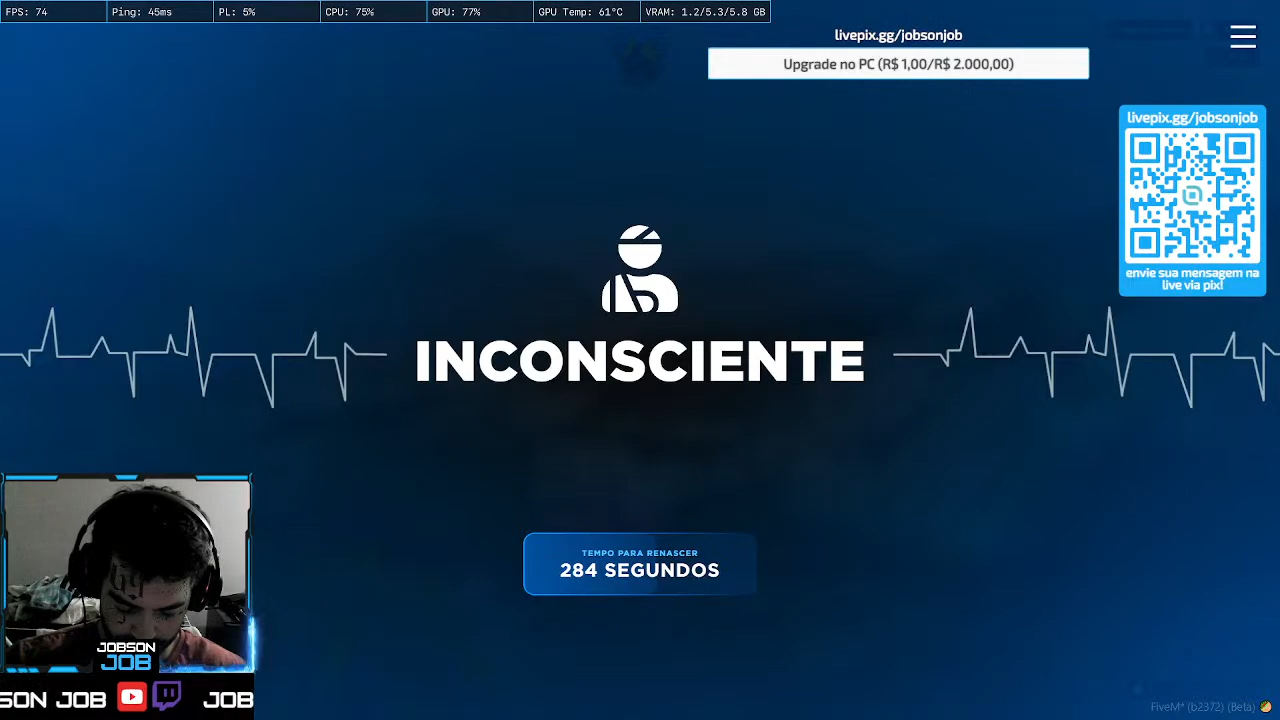 FPS: 74 Ping: 45ms PL: 5% CPU: 75% GPU: 77% GPU Temp: 61°C VRAM: 1.2/5.3/5.8 GB
livepix.gg/jobsonjob
Upgrade no PC (R$ 1,00/R$ 2.000,00)
livepix.gg/jobsonjob
envie sua mensagem na
live via pix!
INCONSCIENTE
TEMPO PARA RENASCER
284 SEGUNDOS
JOBSON
JOB
SON JOB JOB
FiveM* (b2372) (Beta)